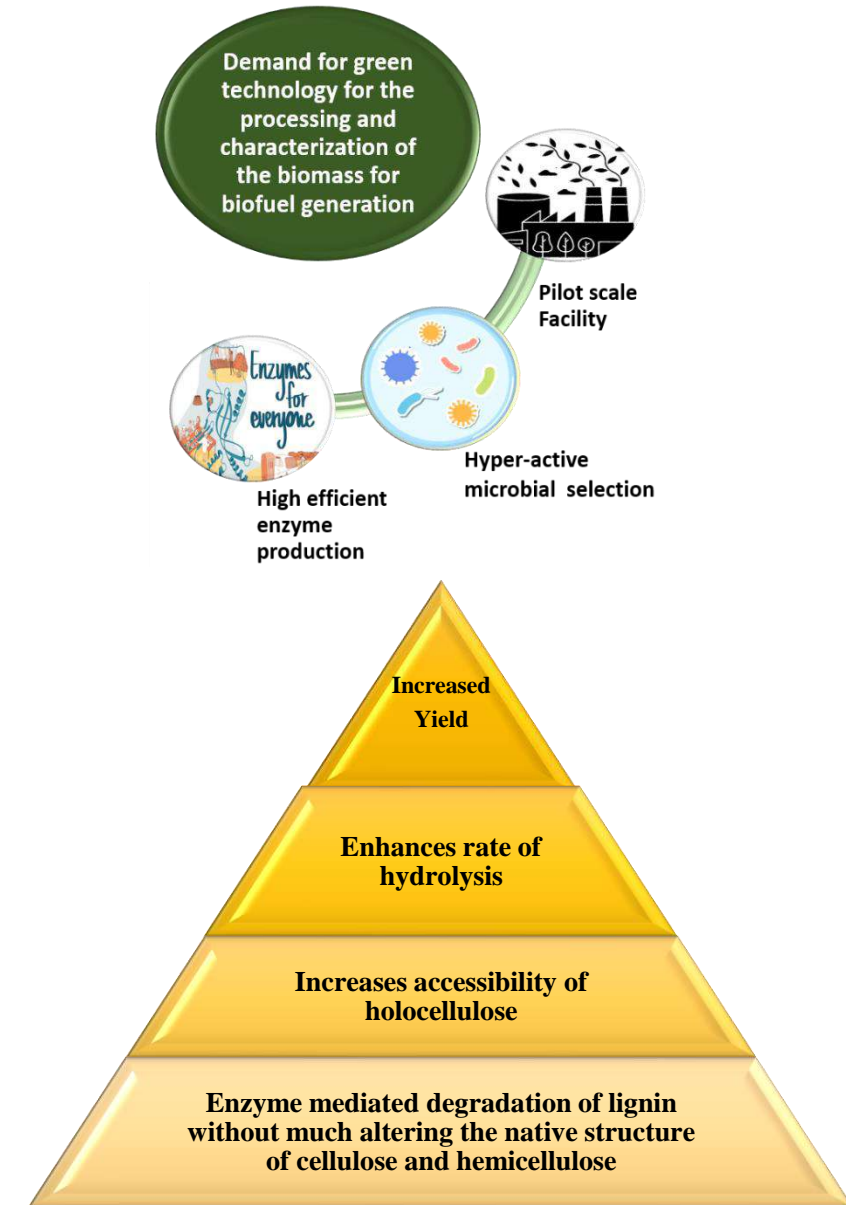 Demand for green
technology for the
processing and
characterization of
the biomass for
biofuel generation
Pilot scale
Facility
Enzymes
for
everyone
Hyper-active
microbial selection
High efficient
enzyme
production
Increased
Yield
Enhances rate of
hydrolysis
Increases accessibility of
holocellulose
Enzyme mediated degradation of lignin
without much altering the native structure
of cellulose and hemicellulose